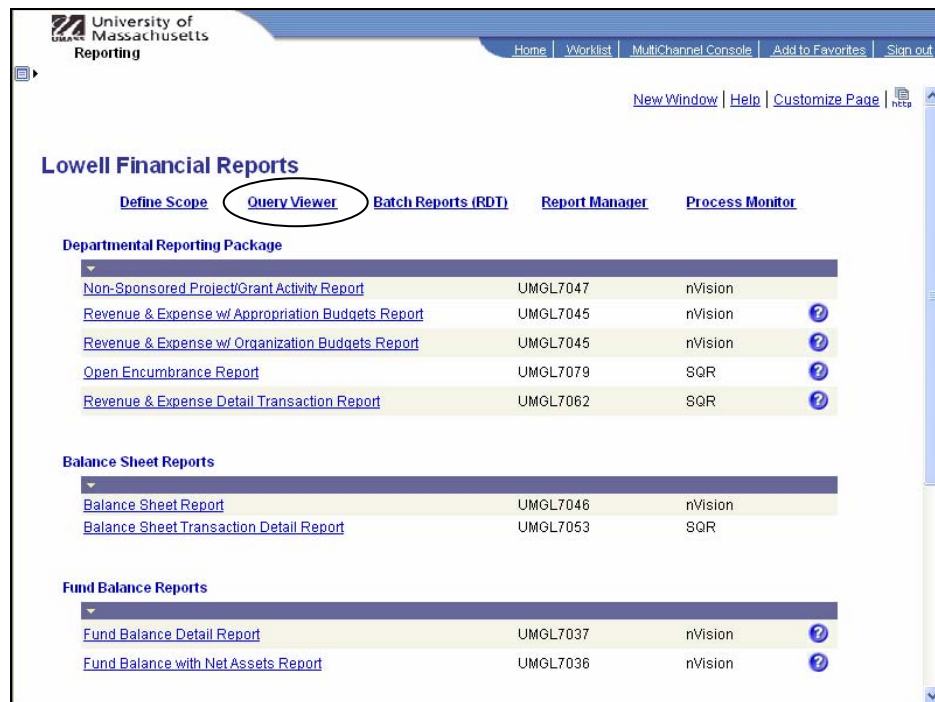 University of
Massachusetts
UMASS
Reporting
Home | Worklist | MultiChannel Console | Add to Favorites | Sign out
New Window | Help | Customize Page | http
Lowell Financial Reports
Define Scope Query Viewer Batch Reports (RDT) Report Manager Process Monitor
Departmental Reporting Package
Non-Sponsored Project/Grant Activity Report UMGL7047 nVision
Revenue & Expense w/ Appropriation Budgets Report UMGL7045 nVision ?
Revenue & Expense w/ Organization Budgets Report UMGL7045 nVision ?
Open Encumbrance Report UMGL7079 SQR ?
Revenue & Expense Detail Transaction Report UMGL7062 SQR ?
Balance Sheet Reports
Balance Sheet Report UMGL7046 nVision
Balance Sheet Transaction Detail Report UMGL7053 SQR
Fund Balance Reports
Fund Balance Detail Report UMGL7037 nVision ?
Fund Balance with Net Assets Report UMGL7036 nVision ?